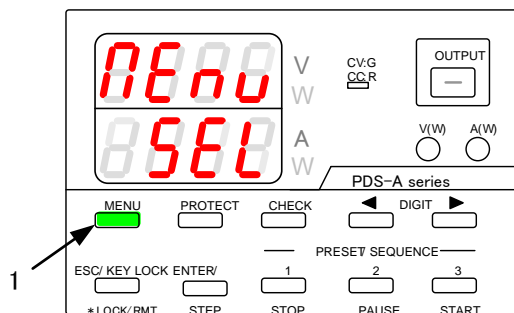 MEnu
V
W
SEL
A
W
CV:G
CC:R
OUTPUT
V(W) A(W)
PDS-A series
MENU PROTECT CHECK ◀ DIGIT ▶
PRESET/ SEQUENCE
ESC/ KEY LOCK ENTER/ 1 2 3
*LOCK/RMT STEP STOP PAUSE START
1